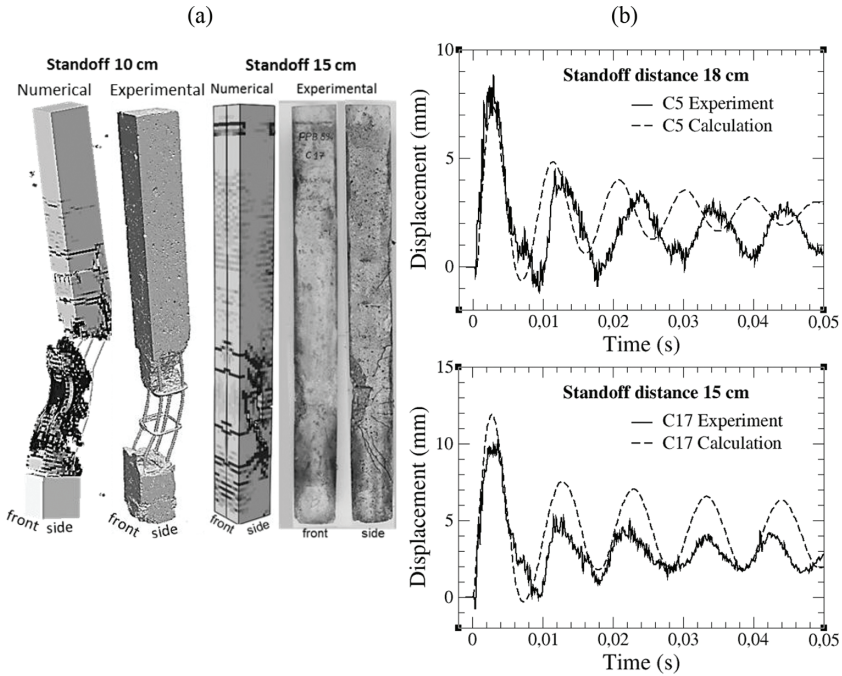 (a)
Standoff 10 cm
Numerical Experimental
front side
front side
Standoff 15 cm
Numerical Experimental
PPB.S%
C17
front side
front
side
(b)
Standoff distance 18 cm
C5 Experiment
C5 Calculation
Displacement (mm)
10
5
0
0 0,01 0,02 0,03 0,04 0,05
Time (s)
Standoff distance 15 cm
C17 Experiment
C17 Calculation
Displacement (mm)
15
10
5
0
0 0,01 0,02 0,03 0,04 0,05
Time (s)